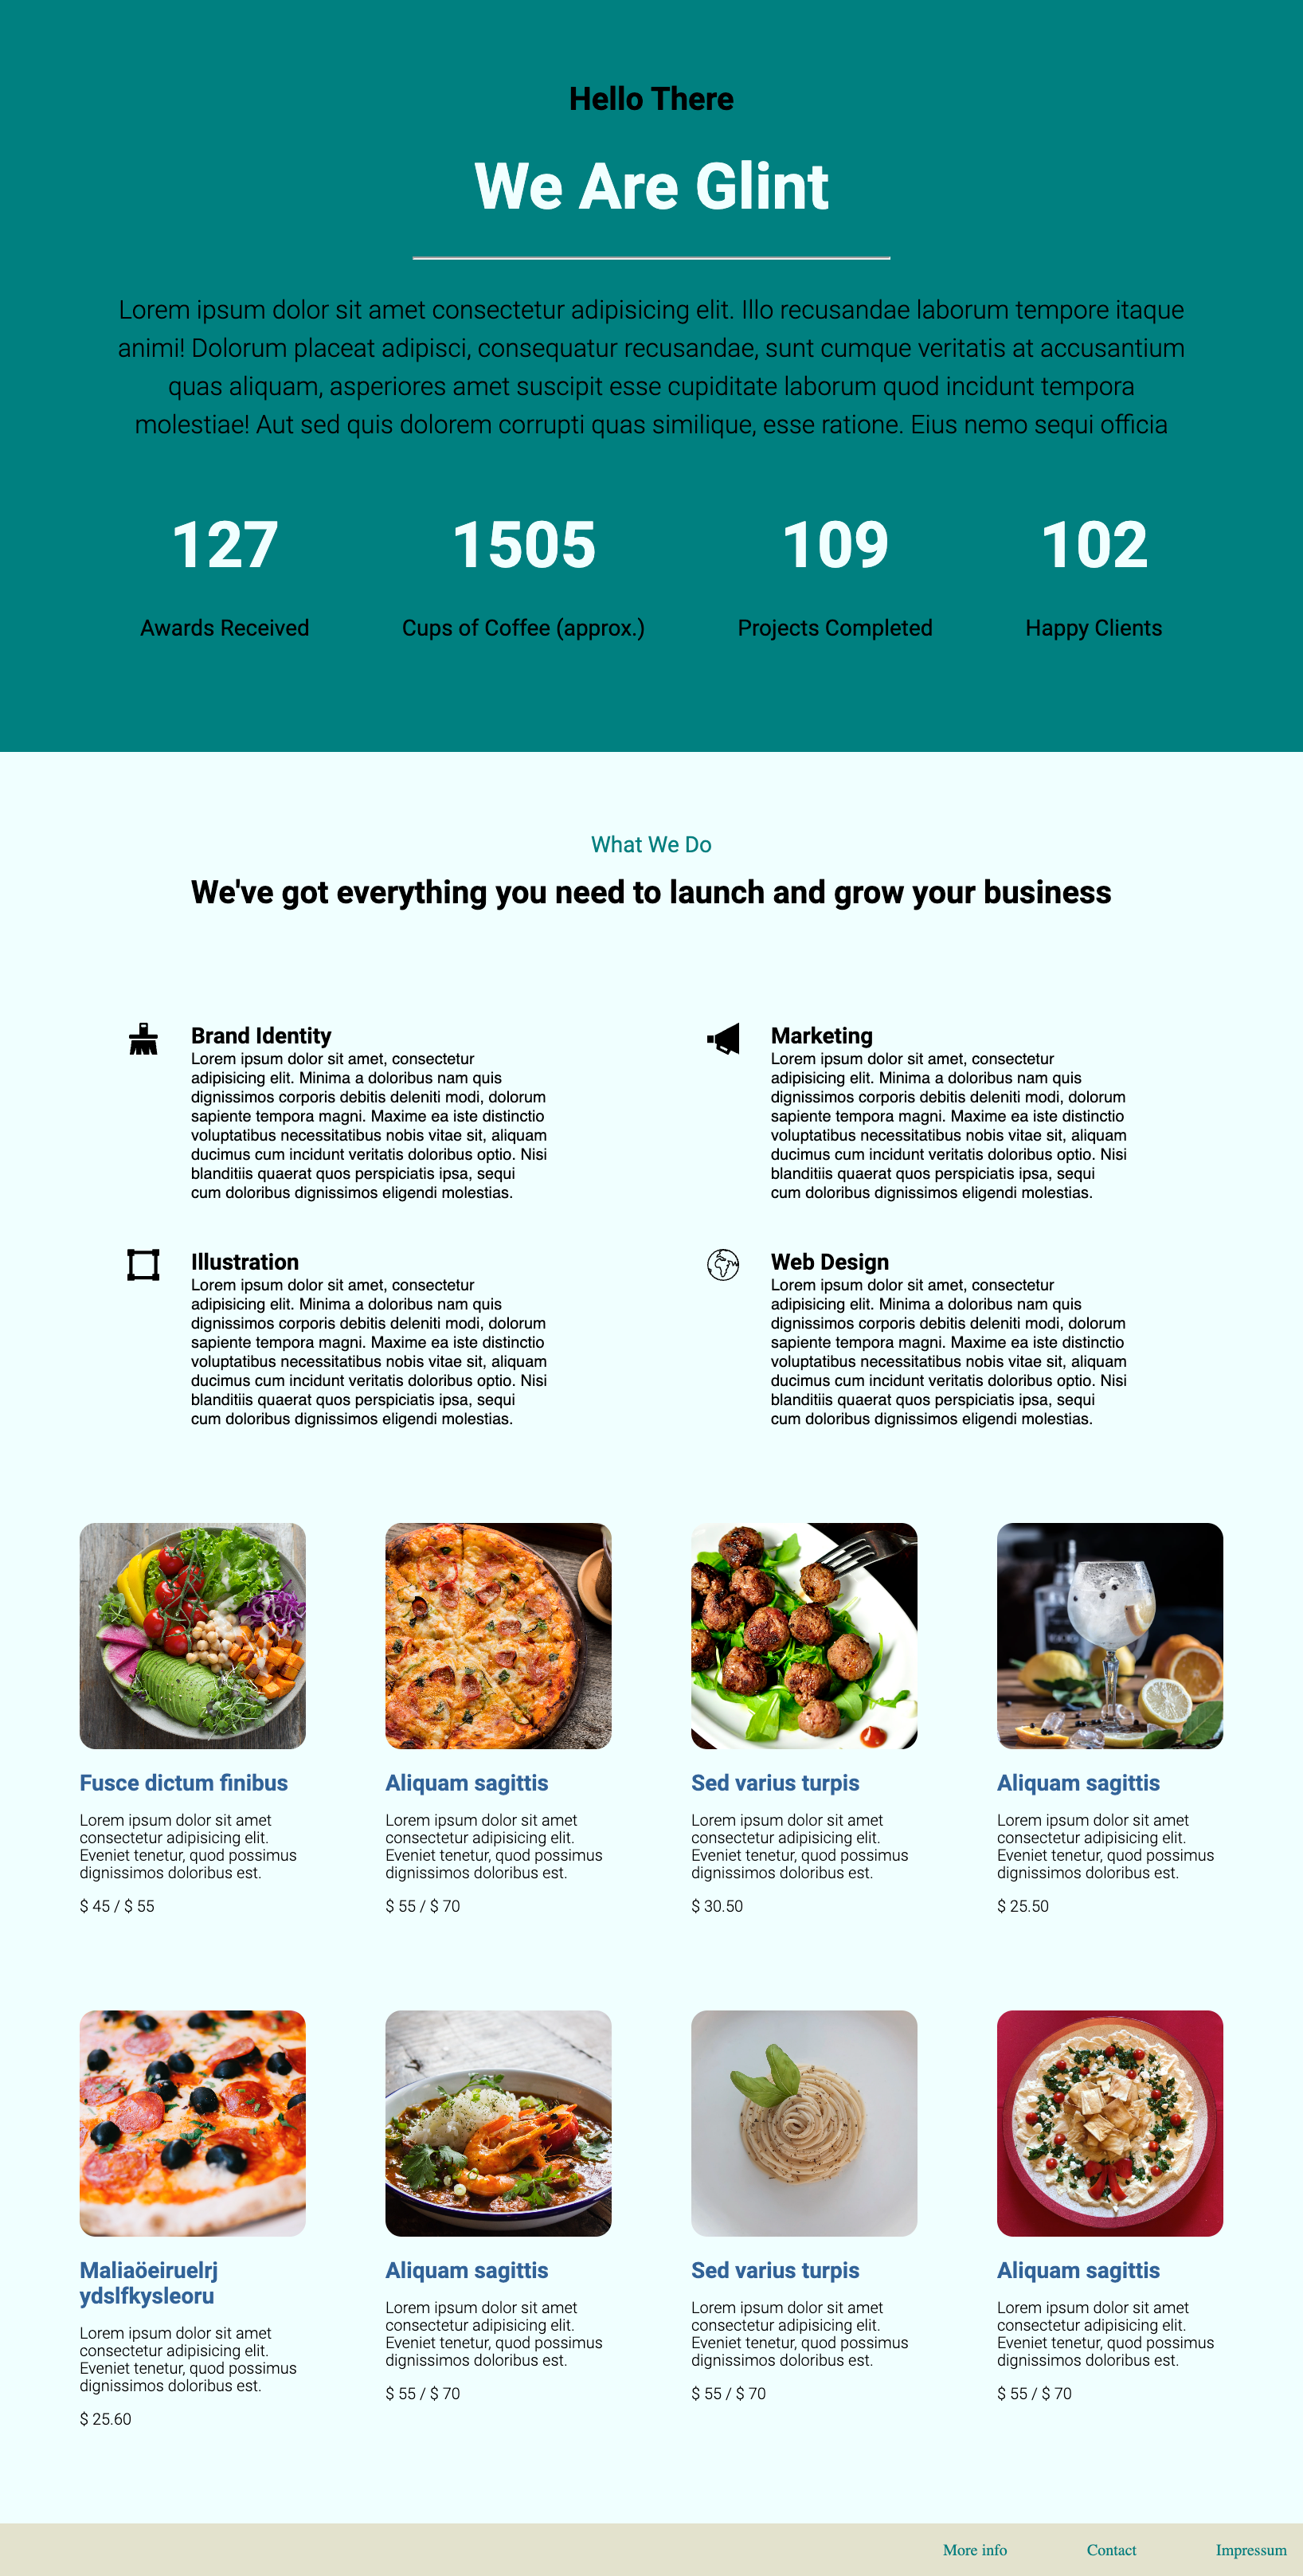 Hello There
We Are Glint
Lorem ipsum dolor sit amet consectetur adipisicing elit. Illo recusandae laborum tempore itaque
animi! Dolorum placeat adipisci, consequatur recusandae, sunt cumque veritatis at accusantium
quas aliquam, asperiores amet suscipit esse cupiditate laborum quod incidunt tempora
molestiae! Aut sed quis dolorem corrupti quas similique, esse ratione. Eius nemo sequi officia
127
Awards Received
1505
Cups of Coffee (approx.)
109
Projects Completed
102
Happy Clients
What We Do
We've got everything you need to launch and grow your business
Brand Identity
Lorem ipsum dolor sit amet, consectetur
adipisicing elit. Minima a doloribus nam quis
dignissimos corporis debitis deleniti modi, dolorum
sapiente tempora magni. Maxime ea iste distinctio
voluptatibus necessitatibus nobis vitae sit, aliquam
ducimus cum incidunt veritatis doloribus optio. Nisi
blanditiis quaerat quos perspiciatis ipsa, sequi
cum doloribus dignissimos eligendi molestias.
Marketing
Lorem ipsum dolor sit amet, consectetur
adipisicing elit. Minima a doloribus nam quis
dignissimos corporis debitis deleniti modi, dolorum
sapiente tempora magni. Maxime ea iste distinctio
voluptatibus necessitatibus nobis vitae sit, aliquam
ducimus cum incidunt veritatis doloribus optio. Nisi
blanditiis quaerat quos perspiciatis ipsa, sequi
cum doloribus dignissimos eligendi molestias.
Illustration
Lorem ipsum dolor sit amet, consectetur
adipisicing elit. Minima a doloribus nam quis
dignissimos corporis debitis deleniti modi, dolorum
sapiente tempora magni. Maxime ea iste distinctio
voluptatibus necessitatibus nobis vitae sit, aliquam
ducimus cum incidunt veritatis doloribus optio. Nisi
blanditiis quaerat quos perspiciatis ipsa, sequi
cum doloribus dignissimos eligendi molestias.
Web Design
Lorem ipsum dolor sit amet, consectetur
adipisicing elit. Minima a doloribus nam quis
dignissimos corporis debitis deleniti modi, dolorum
sapiente tempora magni. Maxime ea iste distinctio
voluptatibus necessitatibus nobis vitae sit, aliquam
ducimus cum incidunt veritatis doloribus optio. Nisi
blanditiis quaerat quos perspiciatis ipsa, sequi
cum doloribus dignissimos eligendi molestias.
Fusce dictum finibus
Lorem ipsum dolor sit amet
consectetur adipisicing elit.
Eveniet tenetur, quod possimus
dignissimos doloribus est.
$ 45 / $ 55
Aliquam sagittis
Lorem ipsum dolor sit amet
consectetur adipisicing elit.
Eveniet tenetur, quod possimus
dignissimos doloribus est.
$ 55 / $ 70
Sed varius turpis
Lorem ipsum dolor sit amet
consectetur adipisicing elit.
Eveniet tenetur, quod possimus
dignissimos doloribus est.
$ 30.50
Aliquam sagittis
Lorem ipsum dolor sit amet
consectetur adipisicing elit.
Eveniet tenetur, quod possimus
dignissimos doloribus est.
$ 25.50
Maliaöeiruelrj
ydslfkysleoru
Lorem ipsum dolor sit amet
consectetur adipisicing elit.
Eveniet tenetur, quod possimus
dignissimos doloribus est.
$ 25.60
Aliquam sagittis
Lorem ipsum dolor sit amet
consectetur adipisicing elit.
Eveniet tenetur, quod possimus
dignissimos doloribus est.
$ 55 / $ 70
Sed varius turpis
Lorem ipsum dolor sit amet
consectetur adipisicing elit.
Eveniet tenetur, quod possimus
dignissimos doloribus est.
$ 55 / $ 70
Aliquam sagittis
Lorem ipsum dolor sit amet
consectetur adipisicing elit.
Eveniet tenetur, quod possimus
dignissimos doloribus est.
$ 55 / $ 70
More info
Contact
Impressum